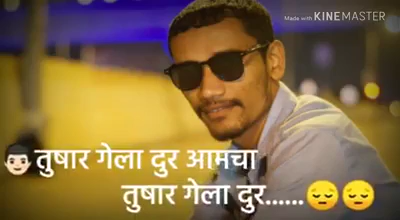 Made with KINEMASTER
👨🏻तुषार गेला दुर आमचा
तुषार गेला दुर......😔😔